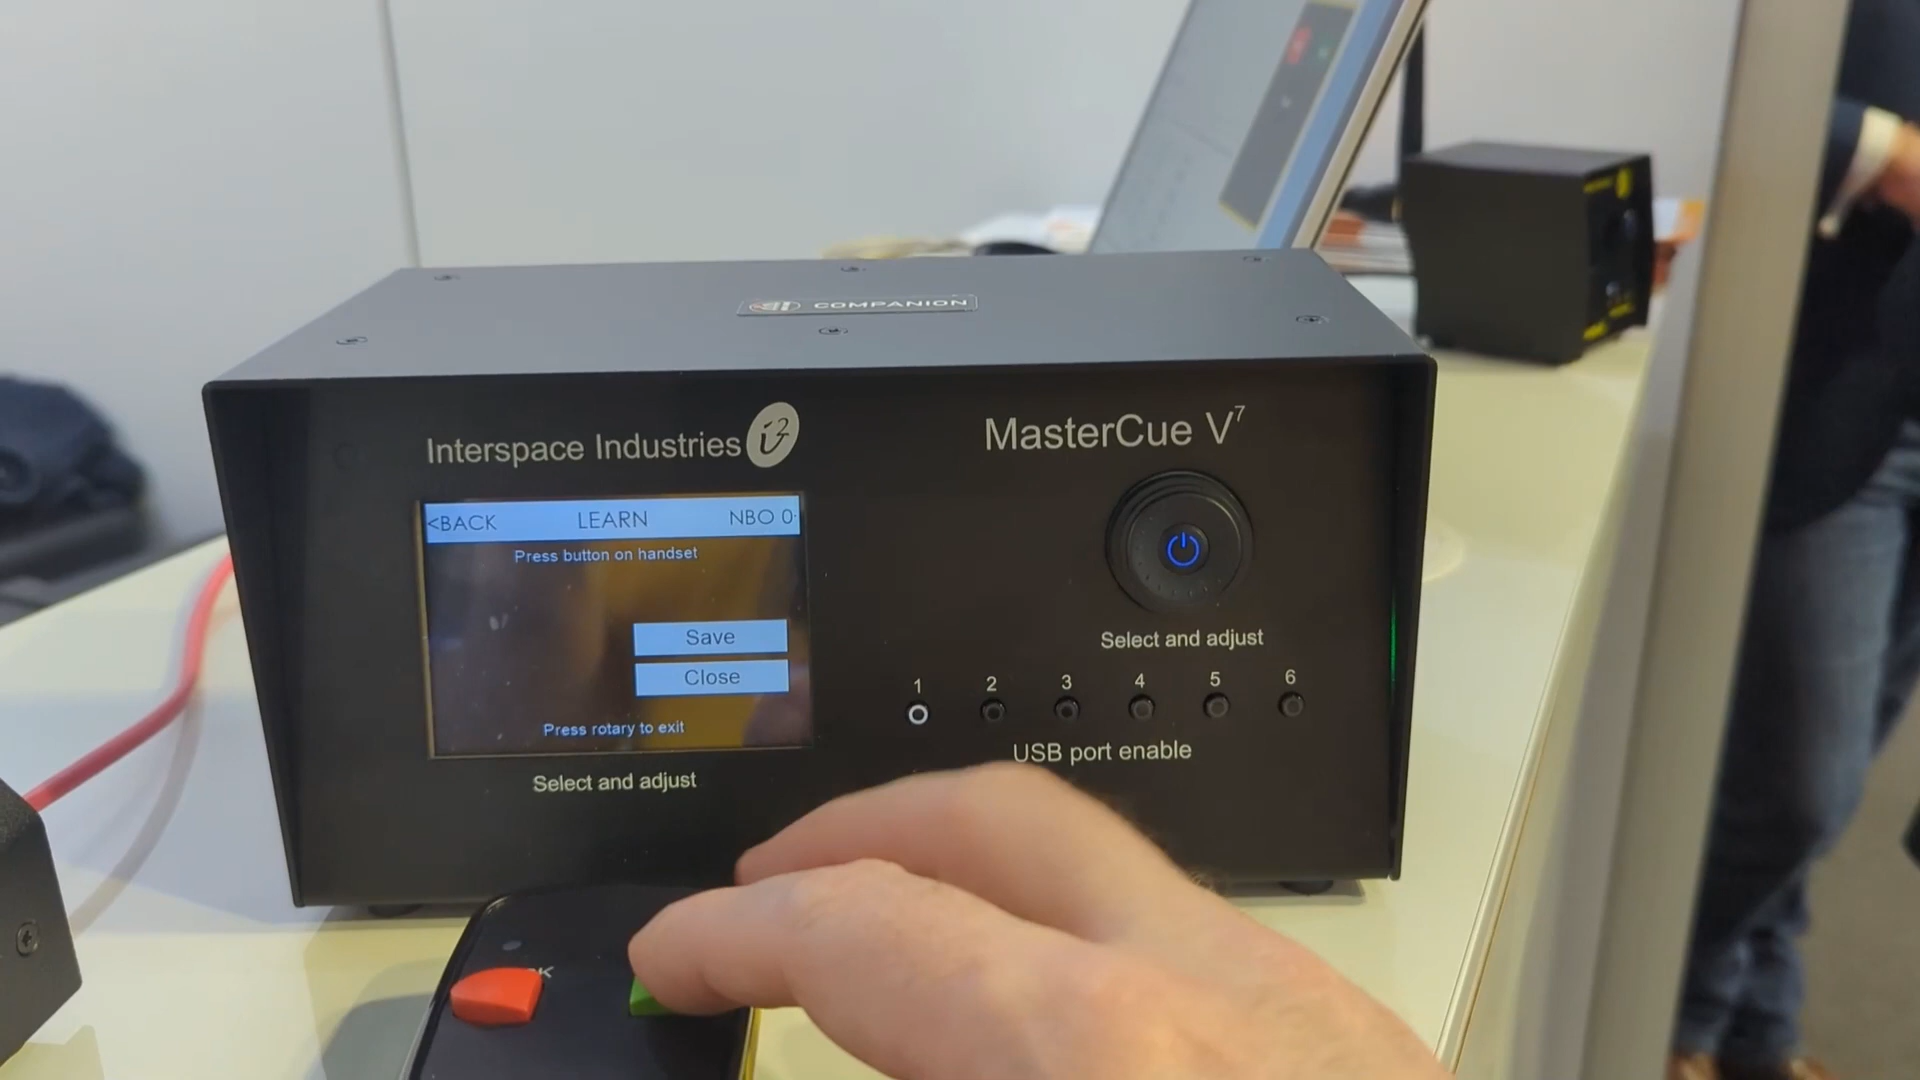 COMPANION
Interspace Industries i2
MasterCue V7
<BACK LEARN NBO 0
Press button on handset
Save
Close
Press rotary to exit
Select and adjust
Select and adjust
1 2 3 4 5 6
USB port enable